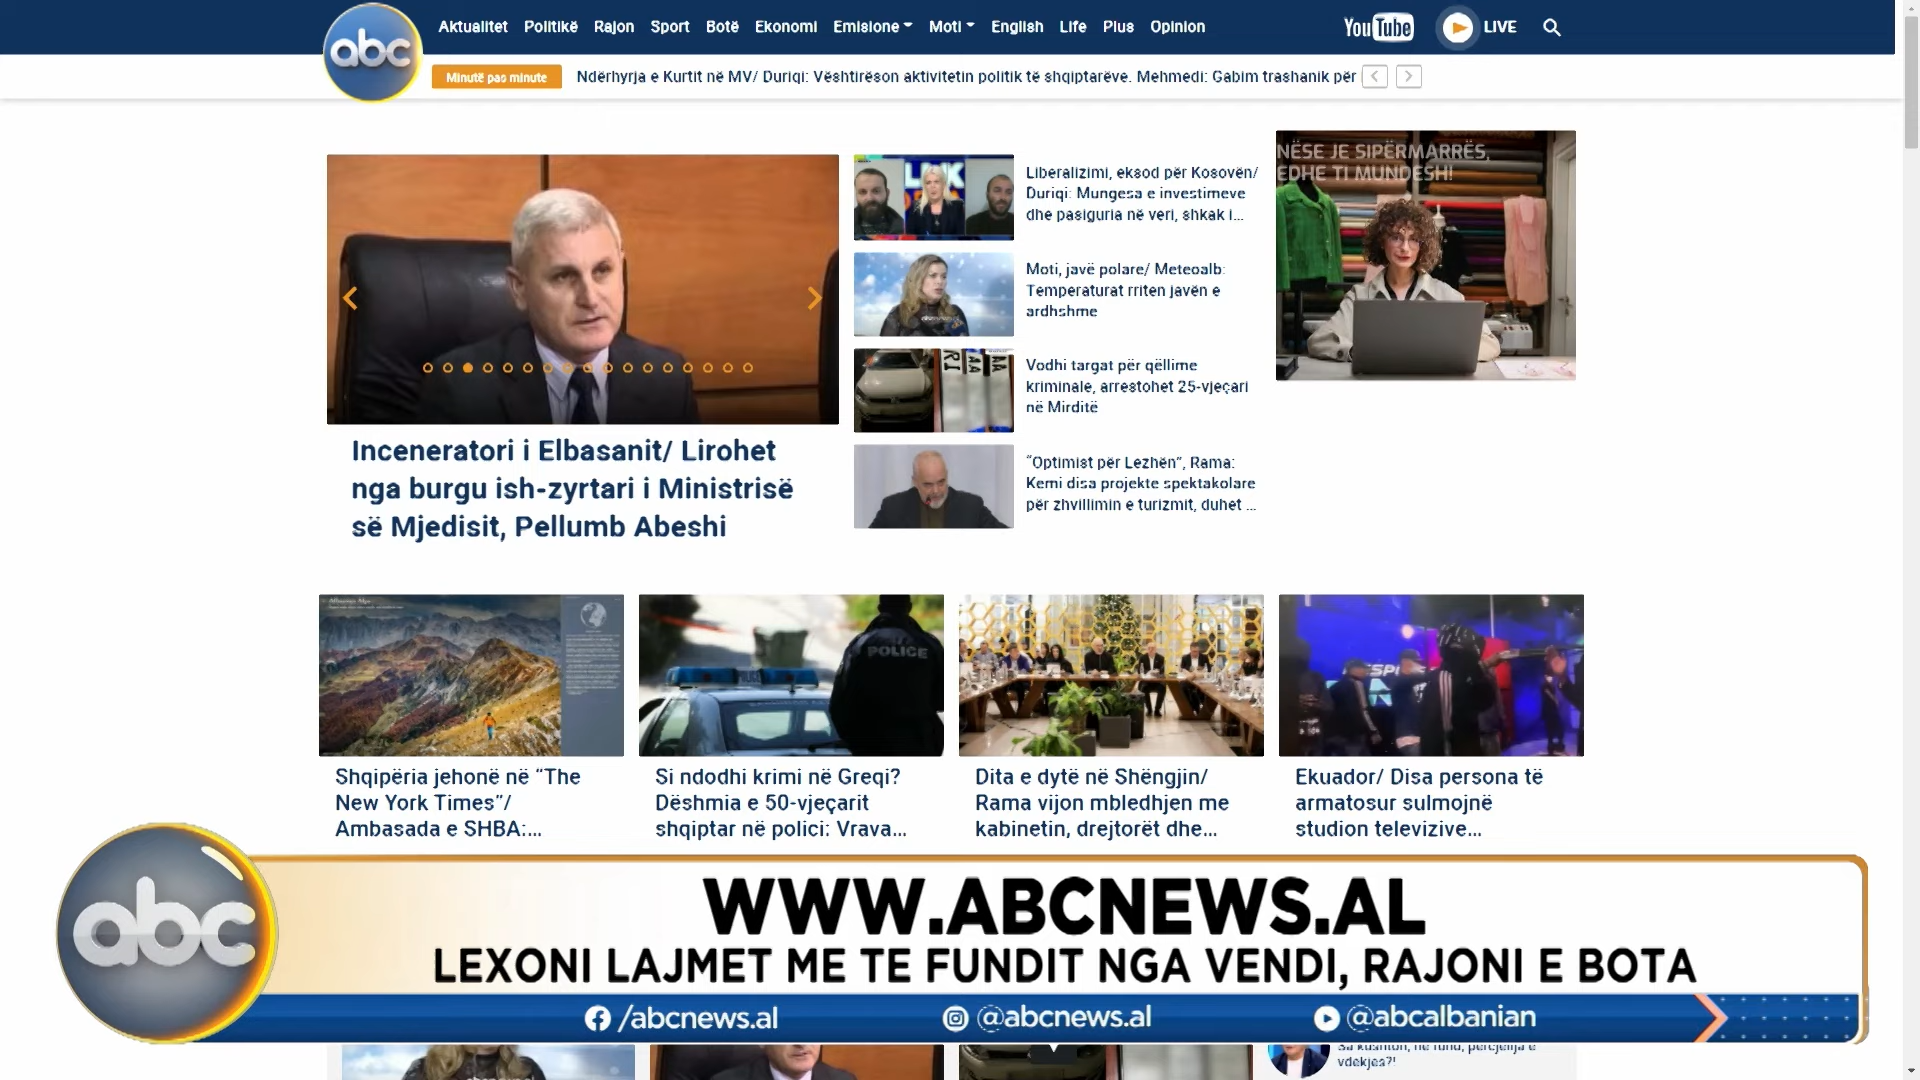 abc
Aktualitet Politikë Rajon Sport Botë Ekonomi Emisione Moti English Life Plus Opinion
YouTube LIVE
Minutë pas minute
Ndërhyrja e Kurtit në MV/ Duriqi: Vështirëson aktivitetin politik të shqiptarëve. Mehmedi: Gabim trashanik për
Inceneratori i Elbasanit/ Lirohet
nga burgu ish-zyrtari i Ministrisë
së Mjedisit, Pellumb Abeshi
Liberalizimi, eksod për Kosovën/
Duriqi: Mungesa e investimeve
dhe pasiguria në veri, shkak i...
Moti, javë polare/ Meteoalb:
Temperaturat rriten javën e
ardhshme
Vodhi targat për qëllime
kriminale, arrestohet 25-vjeçari
në Mirditë
“Optimist për Lezhën”, Rama:
Kemi disa projekte spektakolare
për zhvillimin e turizmit, duhet ...
NËSE JE SIPËRMARRËS,
EDHE TI MUNDESH!
POLICE
Shqipëria jehonë në “The
New York Times”/
Ambasada e SHBA:...
Si ndodhi krimi në Greqi?
Dëshmia e 50-vjeçarit
shqiptar në polici: Vrava...
Dita e dytë në Shëngjin/
Rama vijon mbledhjen me
kabinetin, drejtorët dhe...
Ekuador/ Disa persona të
armatosur sulmojnë
studion televizive...
abc
WWW.ABCNEWS.AL
LEXONI LAJMET ME TE FUNDIT NGA VENDI, RAJONI E BOTA
/abcnews.al @abcnews.al @abcalbanian
vdekjes?!